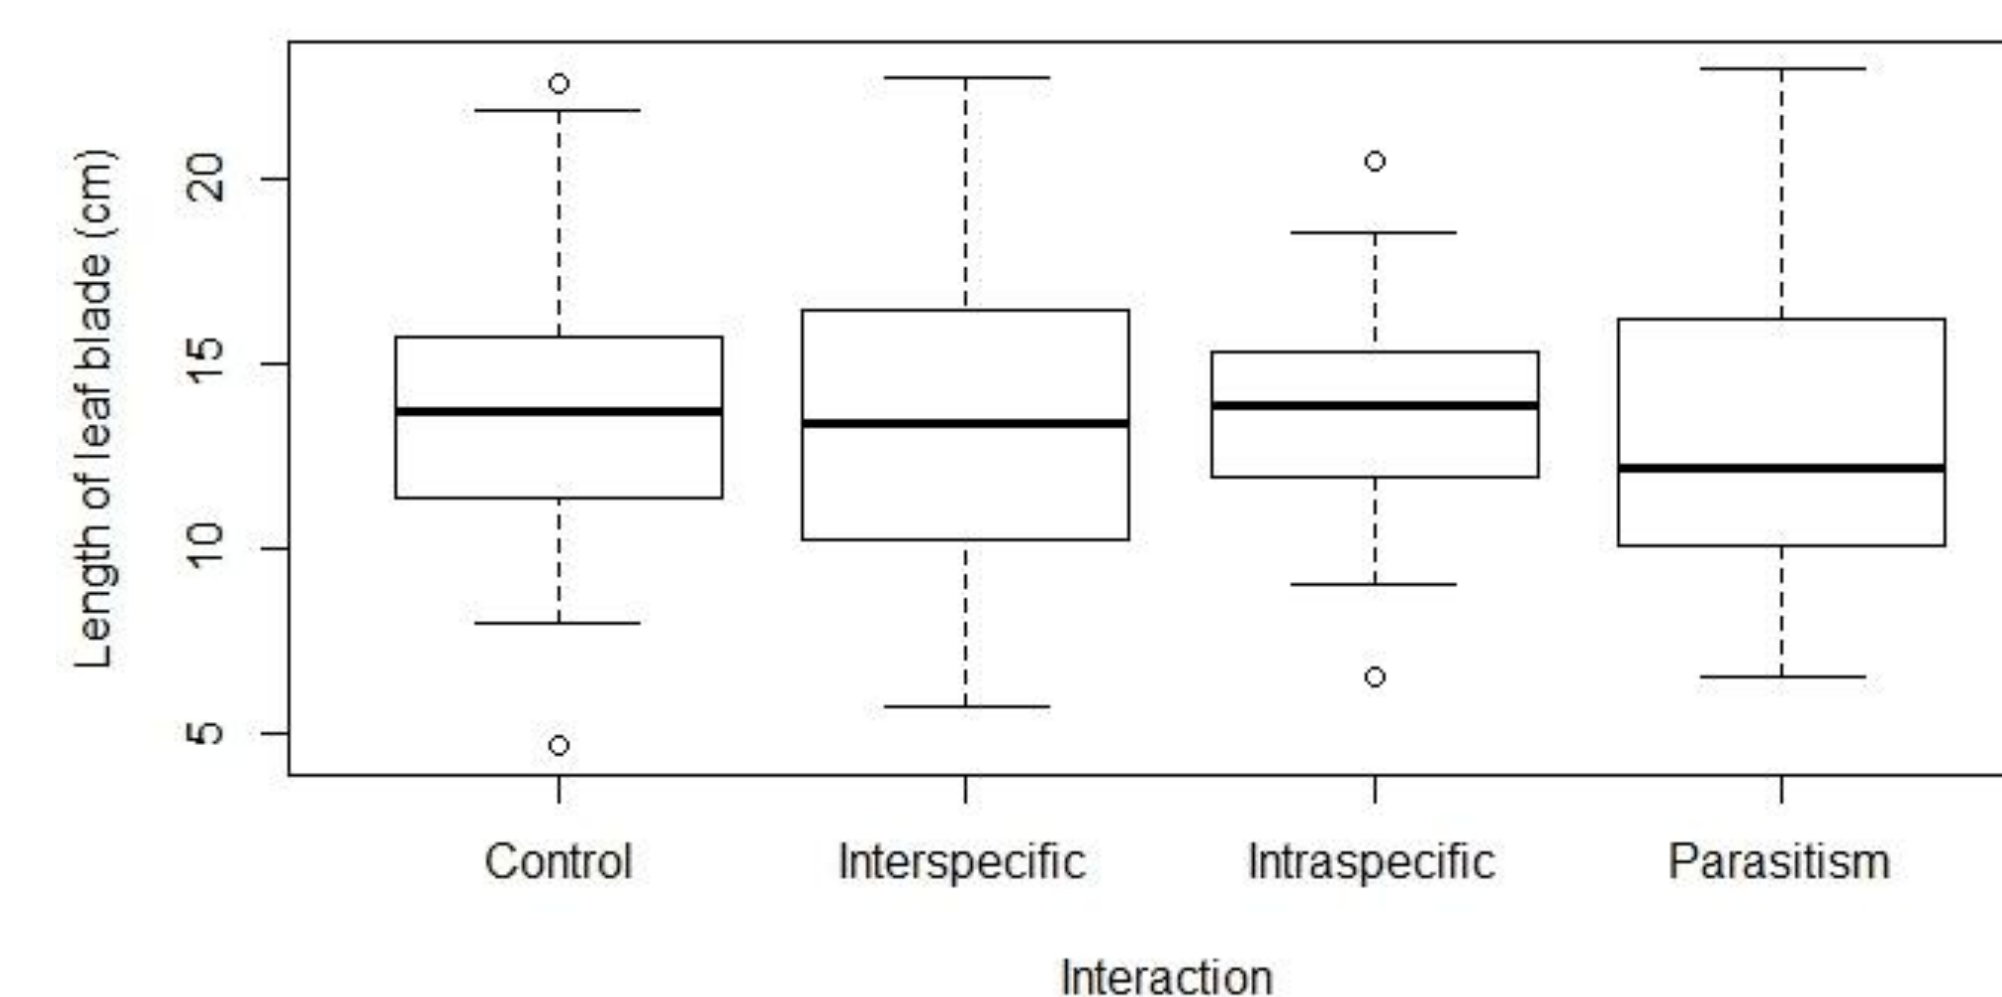 Length of leaf blade (cm)
20
15
10
5
Control
Interspecific
Intraspecific
Parasitism
Interaction